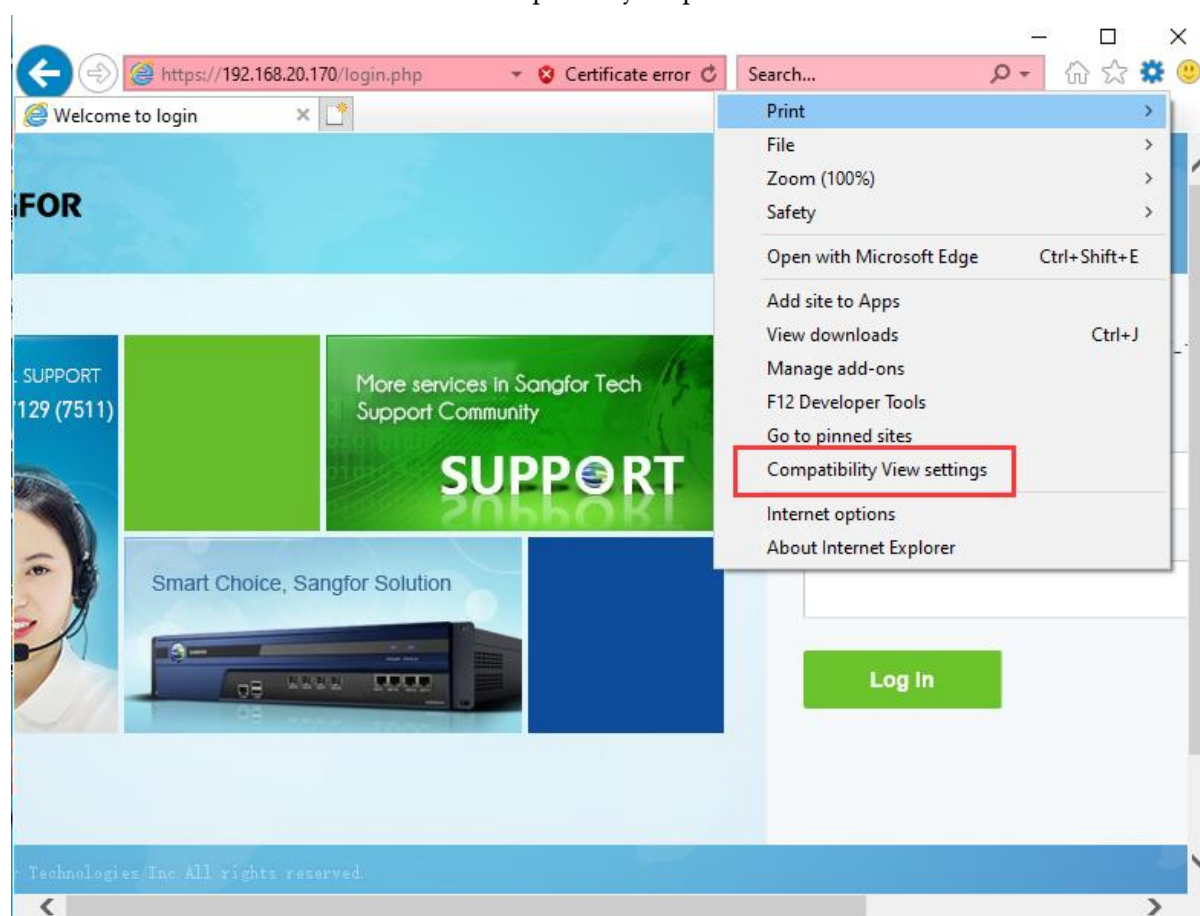 https://192.168.20.170/login.php
Certificate error
Search...
Welcome to login
Print
File
Zoom (100%)
Safety
Open with Microsoft Edge Ctrl+Shift+E
Add site to Apps
View downloads Ctrl+J
Manage add-ons
F12 Developer Tools
Go to pinned sites
Compatibility View settings
Internet options
About Internet Explorer
FOR
SUPPORT
129 (7511)
More services in Sangfor Tech
Support Community
SUPPORT
Smart Choice, Sangfor Solution
Log In
Technologies Inc All rights reserved